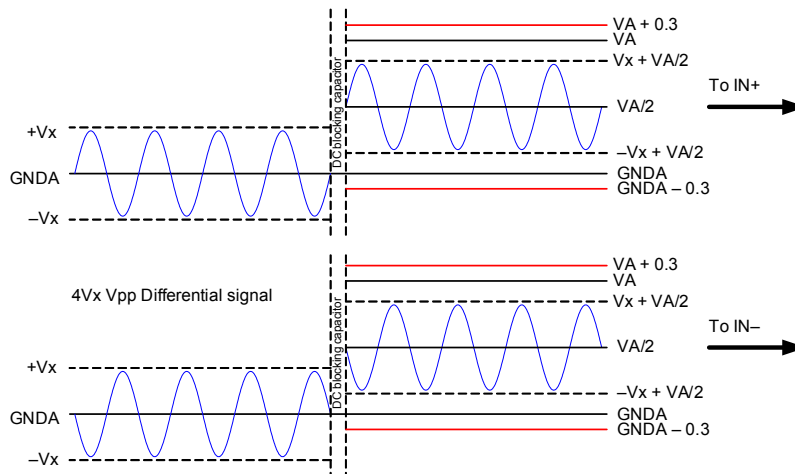 VA + 0.3
VA
Vx + VA/2
To IN+
VA/2
+Vx
DC blocking capacitor
–Vx + VA/2
GNDA
GNDA
GNDA – 0.3
–Vx
VA + 0.3
VA
4Vx Vpp Differential signal
Vx + VA/2
To IN–
VA/2
+Vx
DC blocking capacitor
–Vx + VA/2
GNDA
GNDA
GNDA – 0.3
–Vx